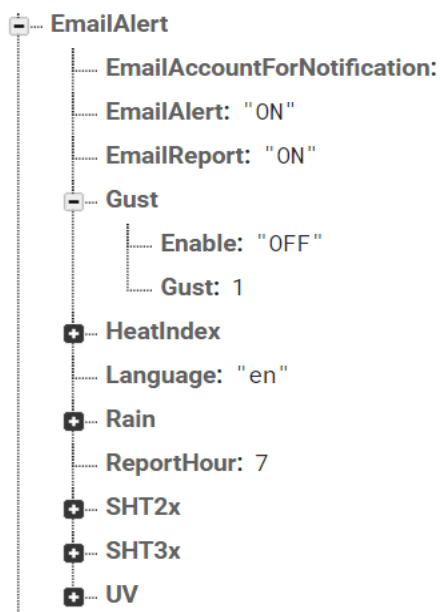 EmailAlert
EmailAccountForNotification:
EmailAlert: "ON"
EmailReport: "ON"
Gust
Enable: "OFF"
Gust: 1
HeatIndex
Language: "en"
Rain
ReportHour: 7
SHT2x
SHT3x
UV